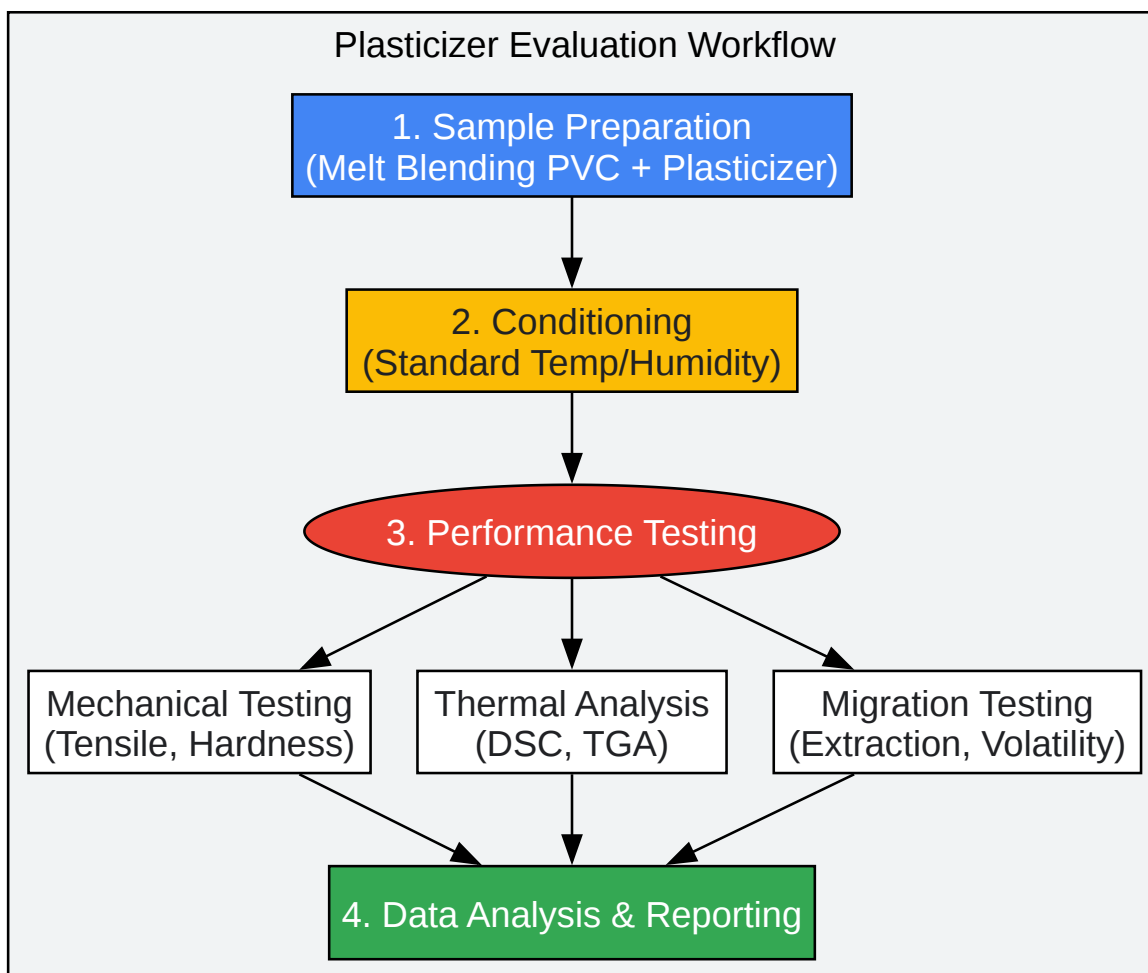 Plasticizer Evaluation Workflow
1. Sample Preparation
(Melt Blending PVC + Plasticizer)
2. Conditioning
(Standard Temp/Humidity)
3. Performance Testing
Mechanical Testing
(Tensile, Hardness)
Thermal Analysis
(DSC, TGA)
Migration Testing
(Extraction, Volatility)
4. Data Analysis & Reporting